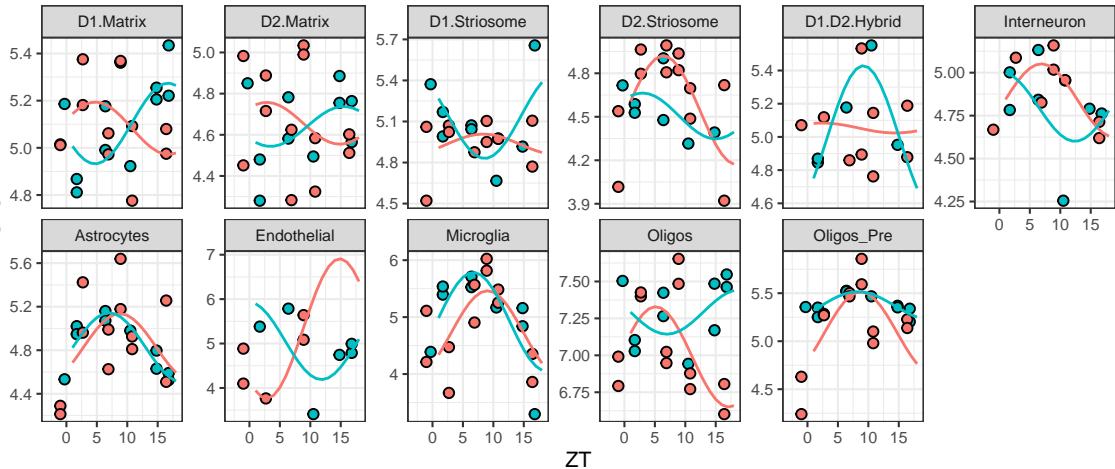 D1.Matrix D2.Matrix D1.Striosome D2.Striosome D1.D2.Hybrid Interneuron
5.4 5.2 5.0 4.8
5.0 4.8 4.6 4.4
5.7 5.4 5.1 4.8 4.5
4.8 4.5 4.2 3.9
5.4 5.2 5.0 4.8 4.6
5.00 4.75 4.50 4.25
0 5 10 15
Astrocytes Endothelial Microglia Oligos Oligos_Pre
5.6 5.2 4.8 4.4
7 6 5 4
6 5 4
7.50 7.25 7.00 6.75
5.5 5.0 4.5
0 5 10 15 0 5 10 15 0 5 10 15 0 5 10 15 0 5 10 15
ZT